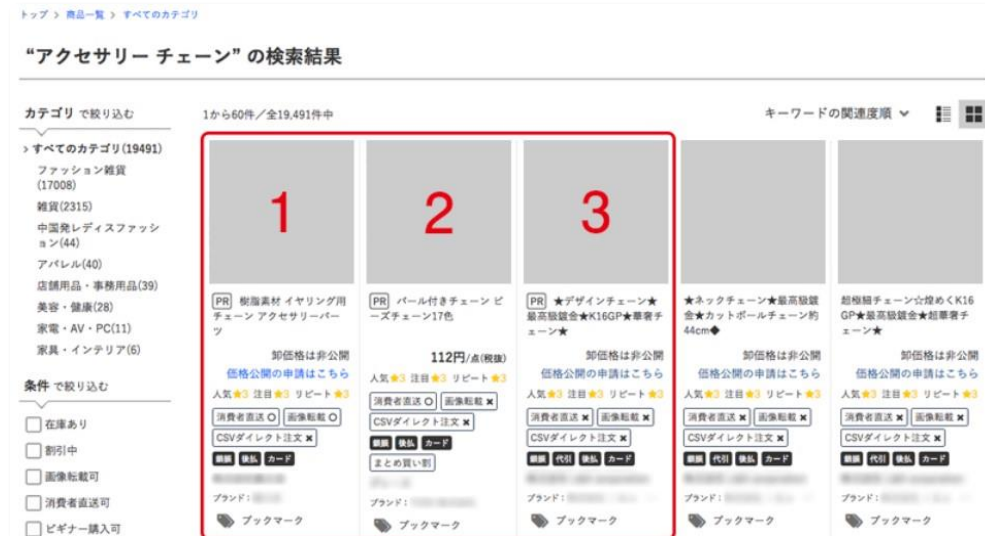 トップ > 商品一覧 > すべてのカテゴリ
“アクセサリー チェーン” の検索結果
カテゴリ で絞り込む
> すべてのカテゴリ(19491)
ファッション雑貨
(17008)
雑貨(2315)
中国発レディスファッシ
ョン(44)
アパレル(40)
店舗用品・事務用品(39)
美容・健康(28)
家電・AV・PC(11)
家具・インテリア(6)
条件 で絞り込む
在庫あり
割引中
画像転載可
消費者直送可
ビギナー購入可
1から60件/全19,491件中
キーワードの関連度順
1
PR 樹脂素材 イヤリング用
チェーン アクセサリーパー
ツ
卸価格は非公開
価格公開の申請はこちら
人気★3 注目★3 リピート★3
消費者直送 O 画像転載 O
CSVダイレクト注文 ×
銀振 後払 カード
ブランド:
ブックマーク
2
PR パール付きチェーン ビ
ーズチェーン17色
112円/点(税抜)
人気★3 注目★3 リピート★3
消費者直送 O 画像転載 ×
CSVダイレクト注文 ×
銀振 後払 カード
まとめ買い割
ブランド:
ブックマーク
3
PR ★デザインチェーン★
最高級鍍金★K16GP★華奢チ
ェーン★
卸価格は非公開
価格公開の申請はこちら
人気★3 注目★3 リピート★3
消費者直送 × 画像転載 ×
CSVダイレクト注文 ×
銀振 代引 後払 カード
ブランド:
ブックマーク
★ネックチェーン★最高級鍍
金★カットボールチェーン約
44cm◆
卸価格は非公開
価格公開の申請はこちら
人気★3 注目★3 リピート★3
消費者直送 × 画像転載 ×
CSVダイレクト注文 ×
銀振 代引 後払 カード
ブランド:
ブックマーク
超極細チェーン☆煌めくK16
GP★最高級鍍金★超華奢チ
ェーン★
卸価格は非公開
価格公開の申請はこちら
人気★3 注目★3 リピート★3
消費者直送 × 画像転載 ×
CSVダイレクト注文 ×
銀振 代引 後払 カード
ブランド:
ブックマーク